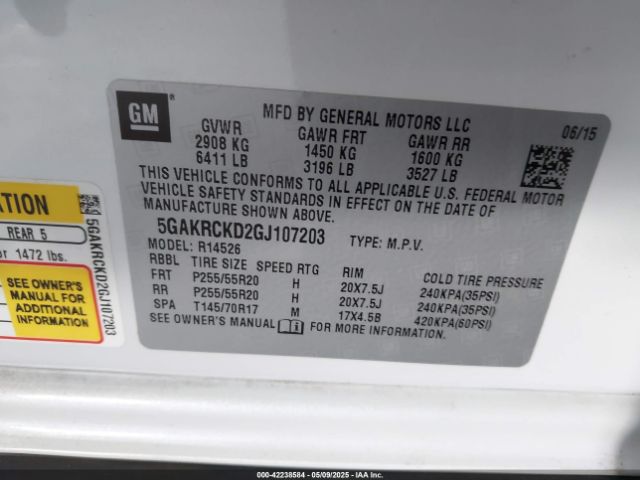 GM ®
MFD BY GENERAL MOTORS LLC
06/15
GVWR GAWR FRT GAWR RR
2908 KG 1450 KG 1600 KG
6411 LB 3196 LB 3527 LB
THIS VEHICLE CONFORMS TO ALL APPLICABLE U.S. FEDERAL MOTOR
VEHICLE SAFETY STANDARDS IN EFFECT ON THE DATE OF
MANUFACTURE SHOWN ABOVE.
5GAKRCKD2GJ107203 TYPE: M.P.V.
MODEL: R14526
RBBL TIRE SIZE SPEED RTG RIM COLD TIRE PRESSURE
FRT P255/55R20 H 20X7.5J 240KPA(35PSI)
RR P255/55R20 H 20X7.5J 240KPA(35PSI)
SPA T145/70R17 M 17X4.5B 420KPA(60PSI)
SEE OWNER'S MANUAL FOR MORE INFORMATION.
REAR 5
1472 lbs.
SEE OWNER'S
MANUAL FOR
ADDITIONAL
INFORMATION
5GAKRCKD2GJ107203
000-42238584 - 05/09/2025 - IAA Inc.